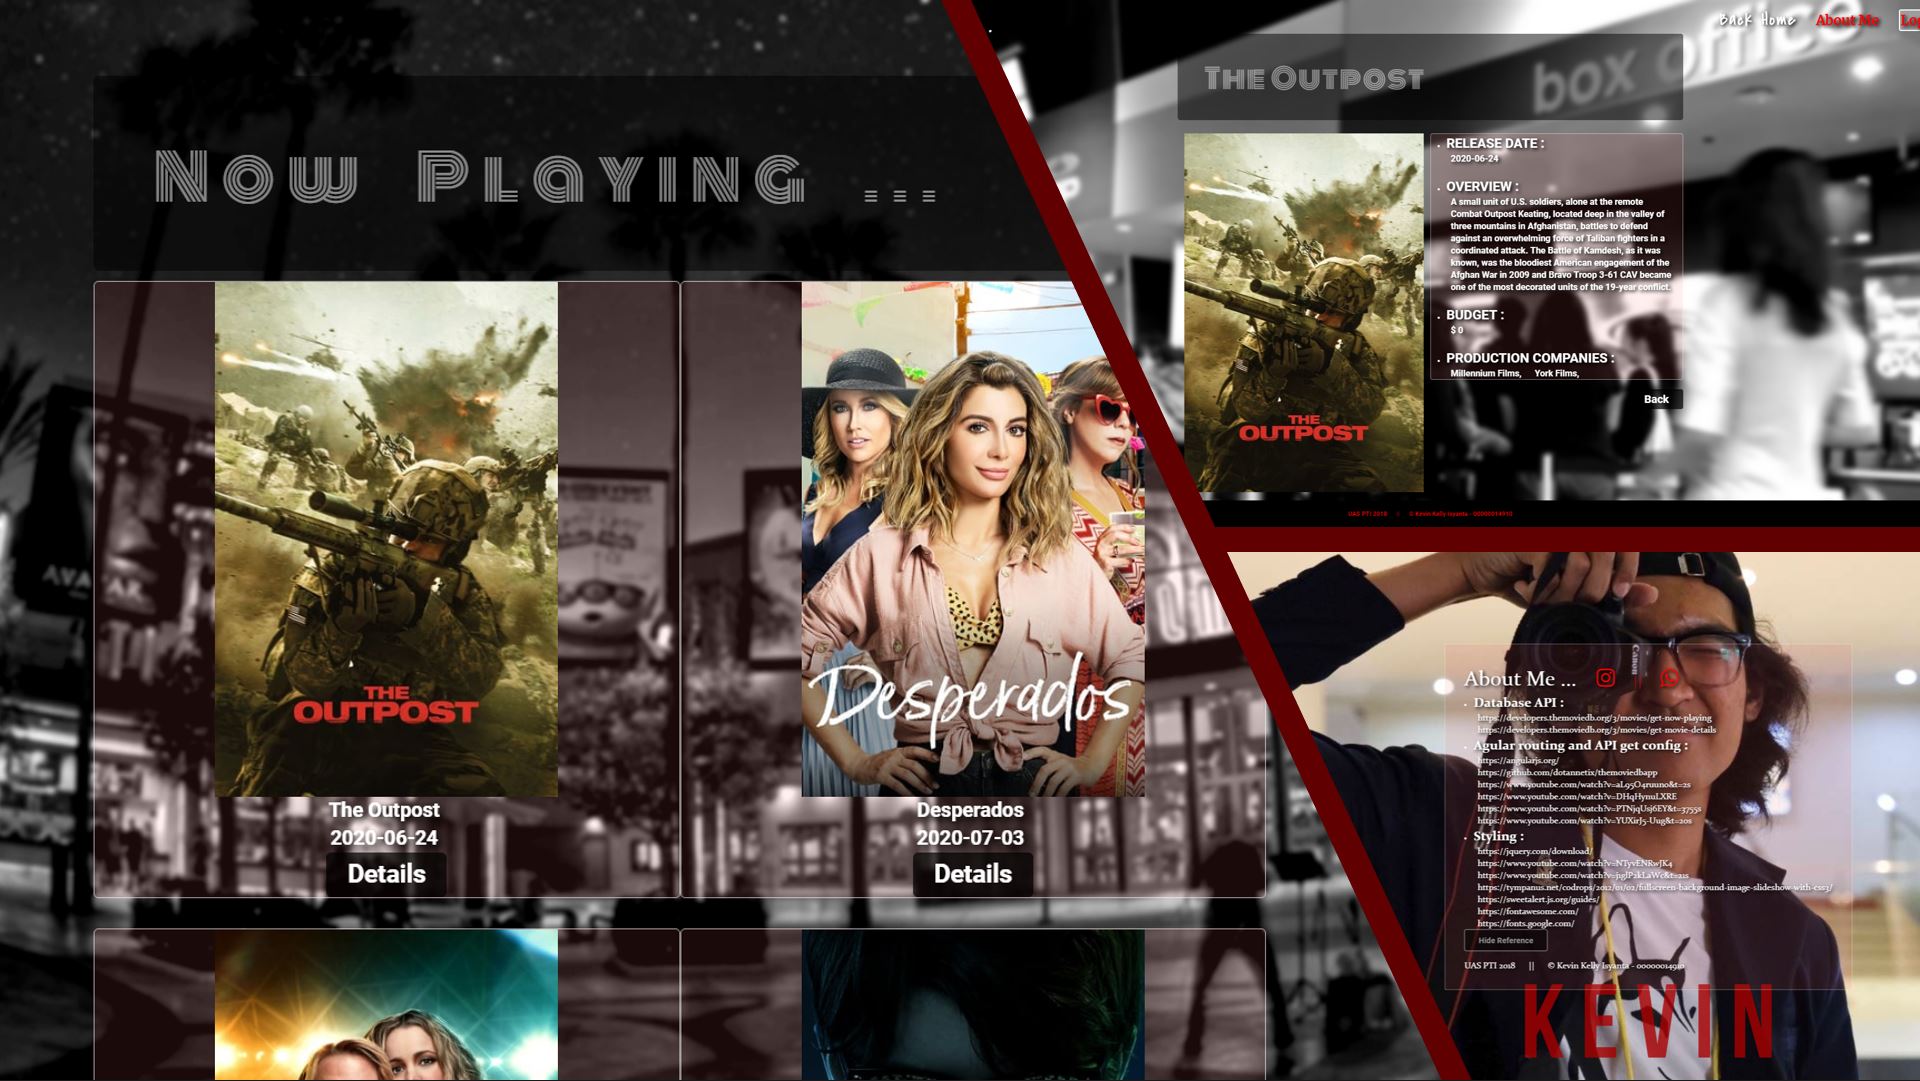 Now Playing ...
THE
OUTPOST
The Outpost
2020-06-24
Details
Desperados
Desperados
2020-07-03
Details
Back Home About Me
box office
The Outpost
THE
OUTPOST
RELEASE DATE :
2020-06-24
OVERVIEW :
A small unit of U.S. soldiers, alone at the remote
Combat Outpost Keating, located deep in the valley of
three mountains in Afghanistan, battles to defend
against an overwhelming force of Taliban fighters in a
coordinated attack. The Battle of Kamdesh, as it was
known, was the bloodiest American engagement of the
Afghan War in 2009 and Bravo Troop 3-61 CAV became
one of the most decorated units of the 19-year conflict.
BUDGET :
$ 0
PRODUCTION COMPANIES :
Millennium Films, York Films,
Back
UAS PTI 2018 || © Kevin Kelly Isyanta - 00000014910
Canon
About Me ...
Database API :
https://developers.themoviedb.org/3/movies/get-now-playing
https://developers.themoviedb.org/3/movies/get-movie-details
Agular routing and API get config :
https://angularjs.org/
https://github.com/dotannetix/themoviedbapp
https://www.youtube.com/watch?v=aL95O4ruuno&t=2s
https://www.youtube.com/watch?v=DHqHynuLXRE
https://www.youtube.com/watch?v=PTNjqUsj6EY&t=3755s
https://www.youtube.com/watch?v=YUXirJ5-Uug&t=20s
Styling :
https://jquery.com/download/
https://www.youtube.com/watch?v=NTyvENRwJK4
https://tympanus.net/codrops/2012/01/02/fullscreen-background-image-slideshow-with-css3/
https://sweetalert.js.org/guides/
https://fontawesome.com/
https://fonts.google.com/
Hide Reference
UAS PTI 2018 || © Kevin Kelly Isyanta - 00000014910
KEVIN